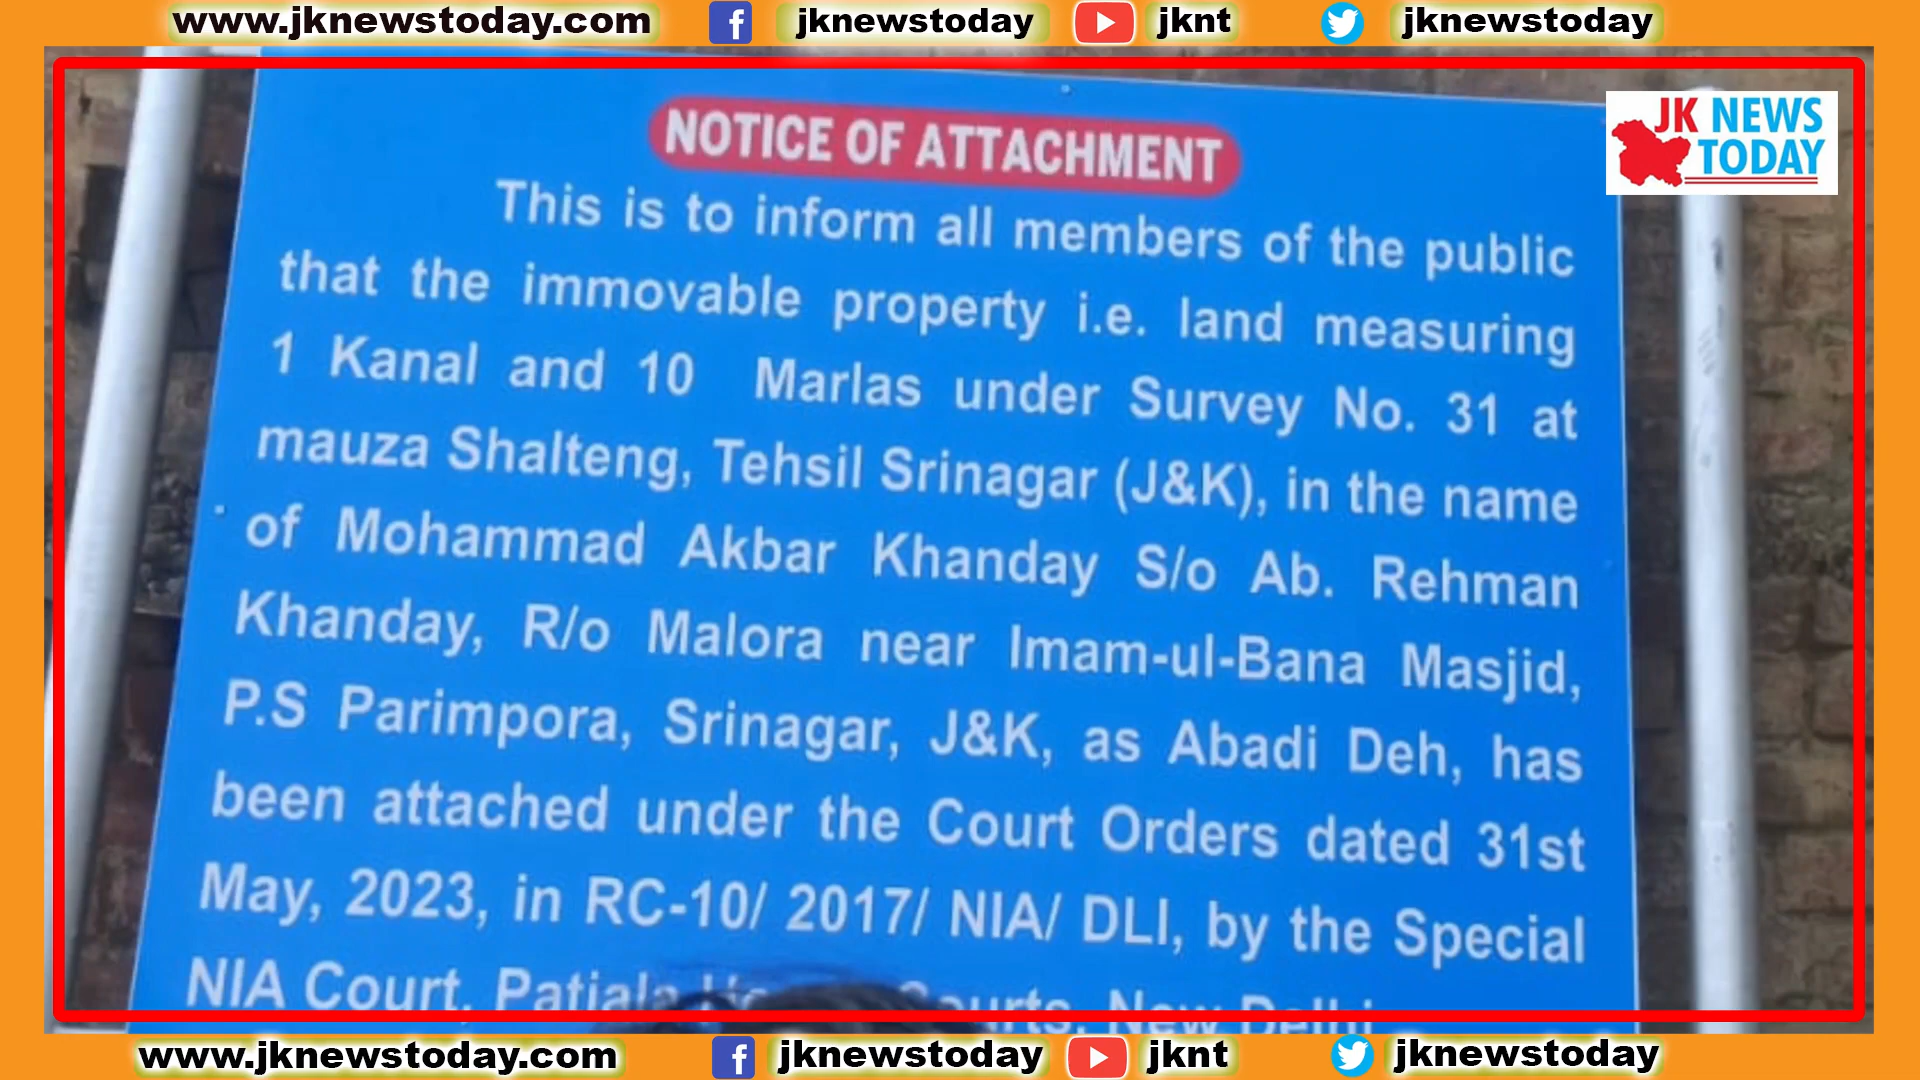 www.jknewstoday.com jknewstoday jknt jknewstoday
JK NEWS
TODAY
NOTICE OF ATTACHMENT
This is to inform all members of the public
that the immovable property i.e. land measuring
1 Kanal and 10 Marlas under Survey No. 31 at
mauza Shalteng, Tehsil Srinagar (J&K), in the name
of Mohammad Akbar Khanday S/o Ab. Rehman
Khanday, R/o Malora near Imam-ul-Bana Masjid,
P.S Parimpora, Srinagar, J&K, as Abadi Deh, has
been attached under the Court Orders dated 31st
May, 2023, in RC-10/ 2017/ NIA/ DLI, by the Special
NIA Court, Patiala Courts, New Delhi
www.jknewstoday.com jknewstoday jknt jknewstoday